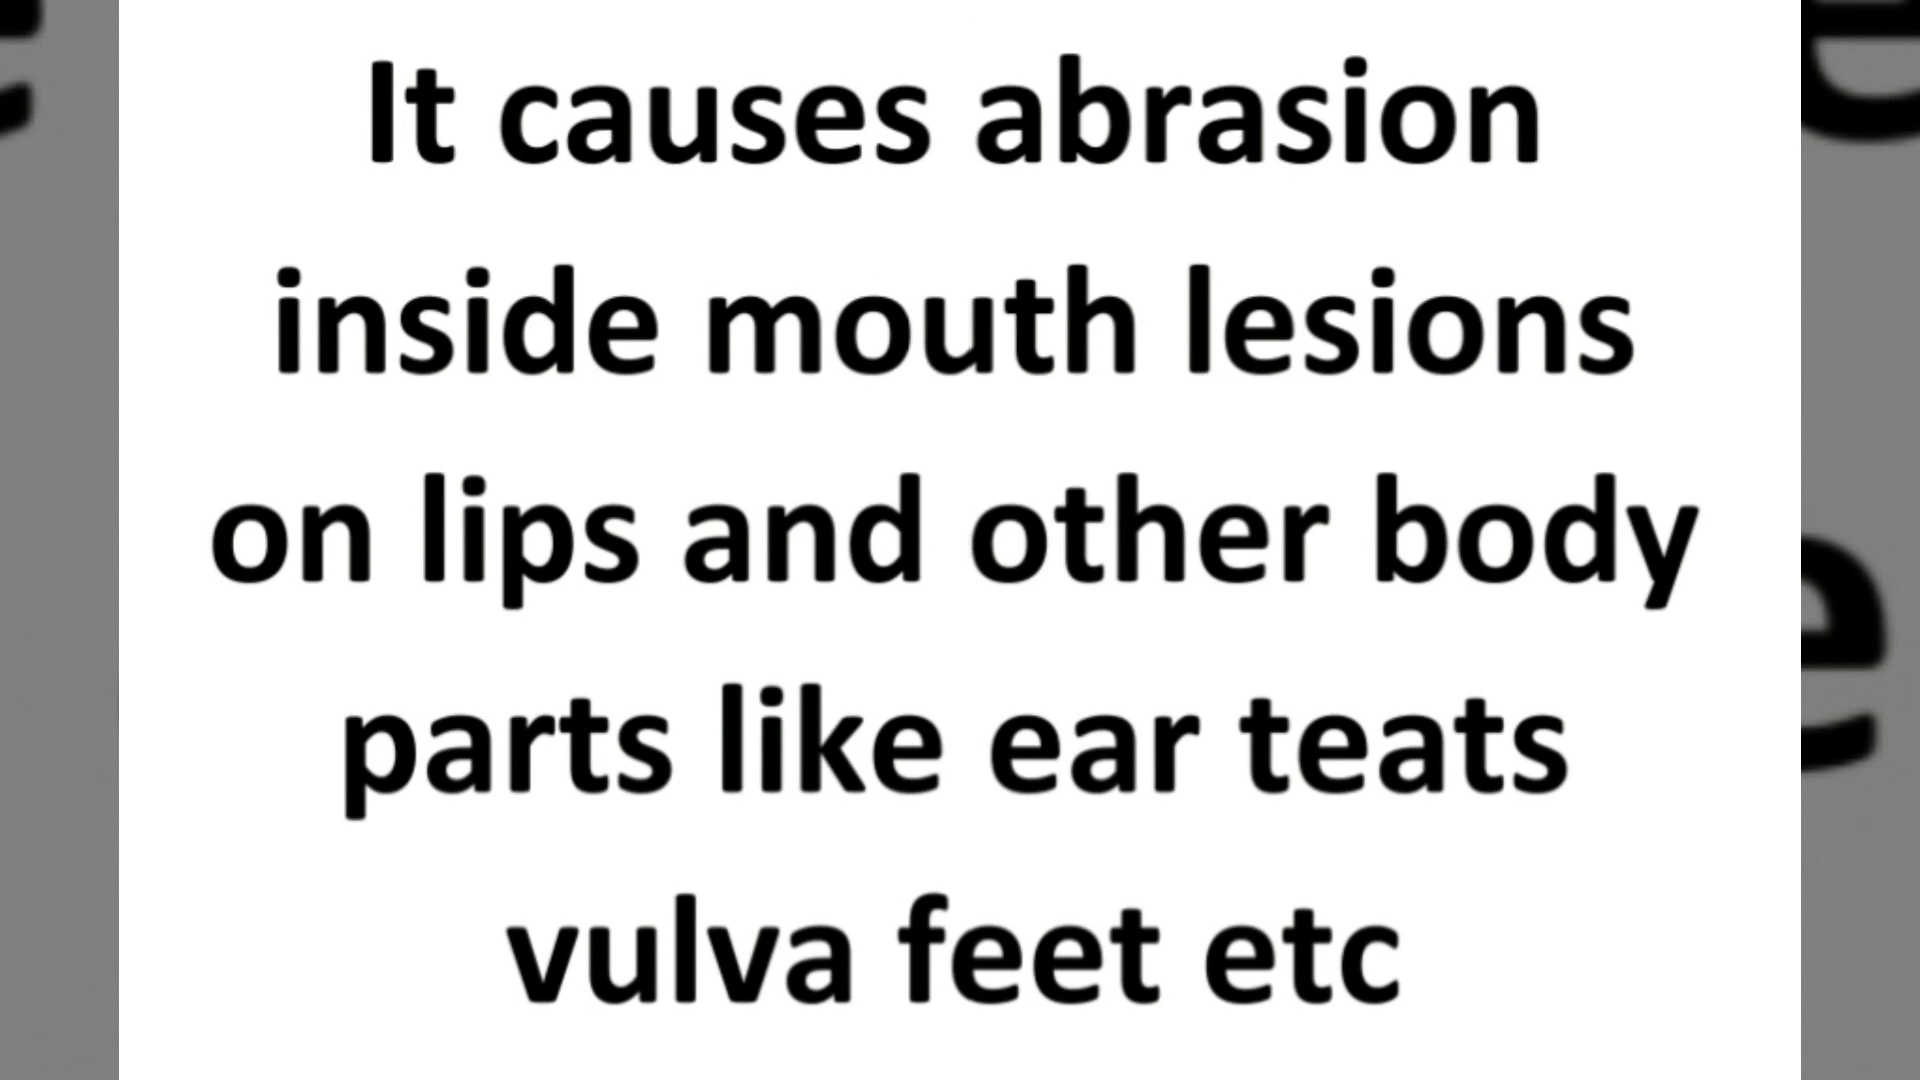 It causes abrasion
inside mouth lesions
on lips and other body
parts like ear teats
vulva feet etc